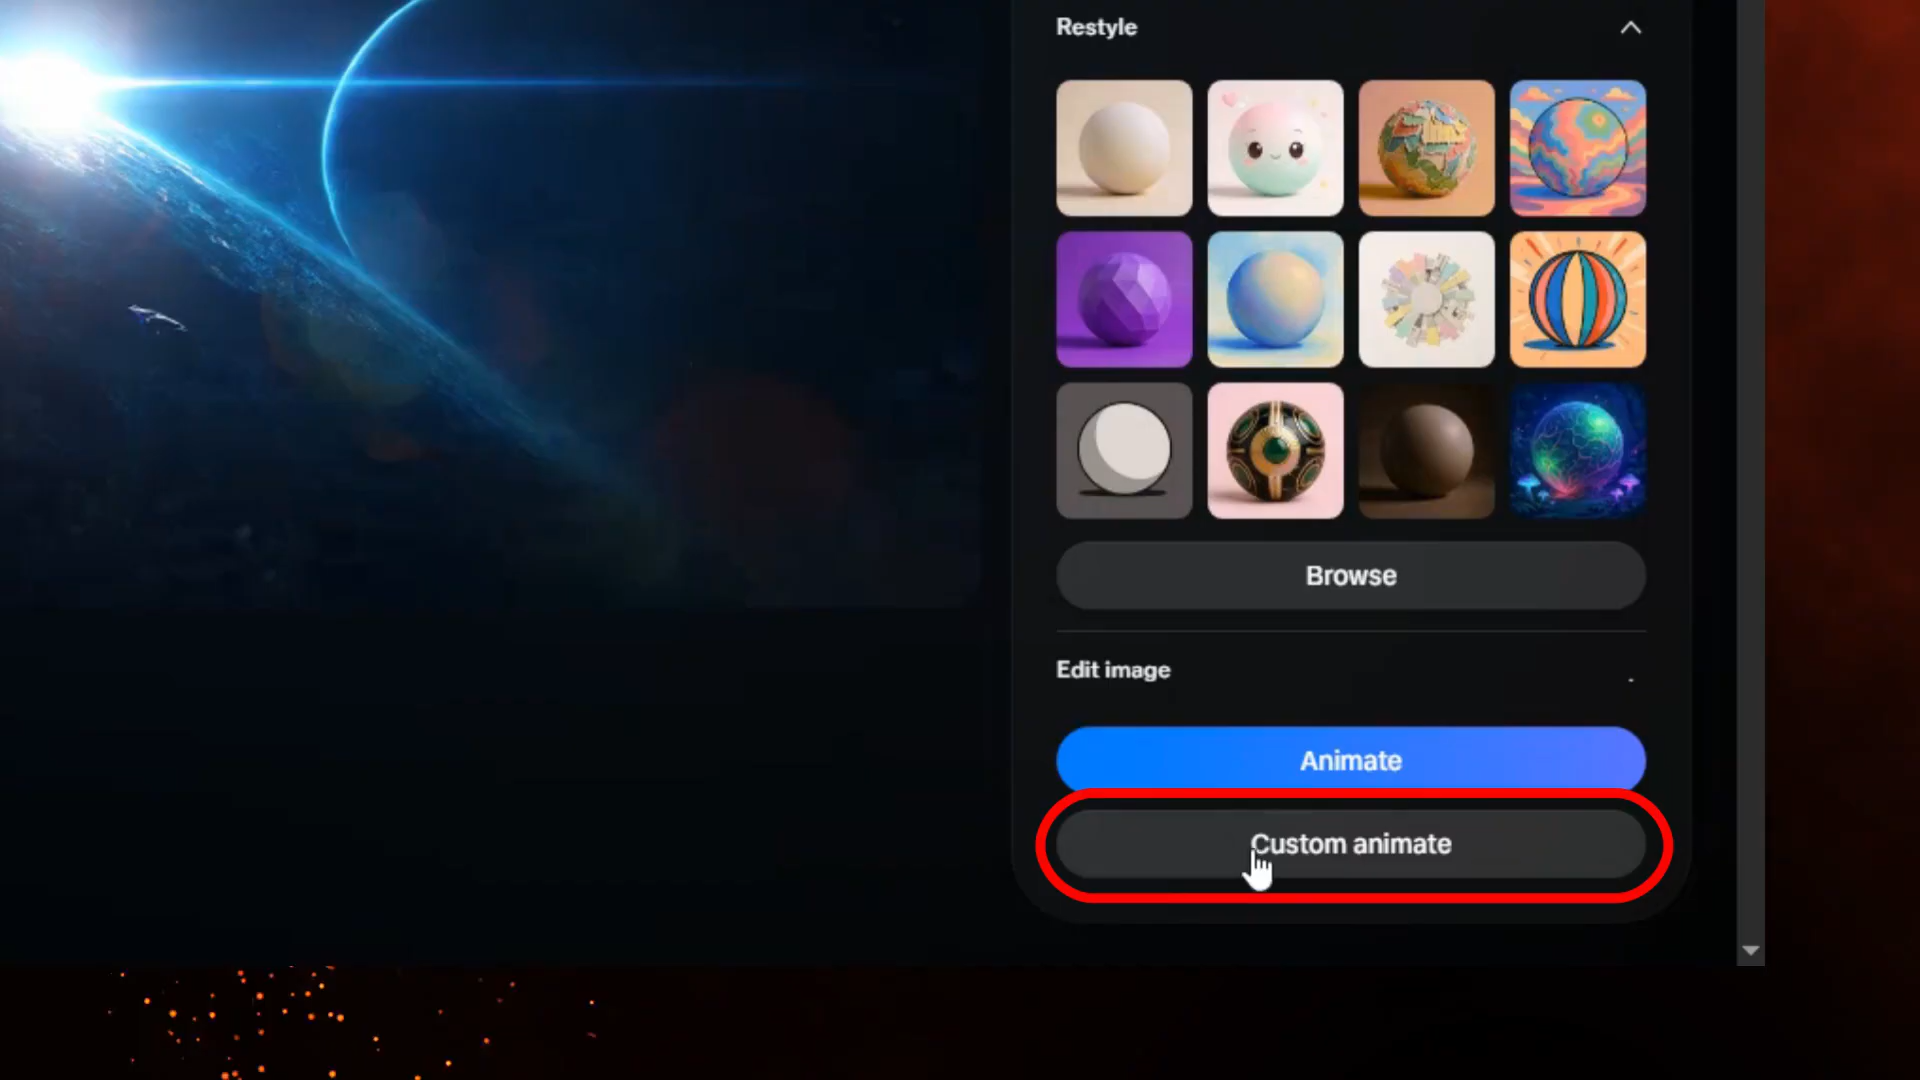 Restyle
Browse
Edit image
Animate
Custom animate